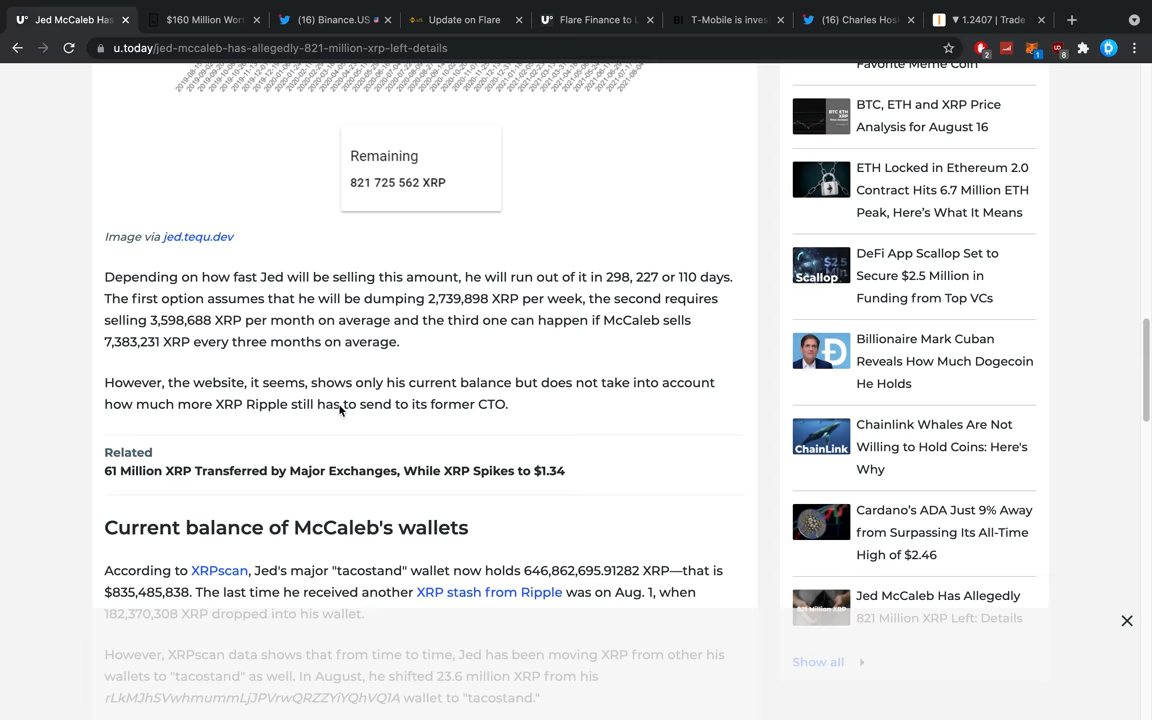 Jed McCaleb Has
$160 Million Wor
(16) Binance.US
Update on Flare
Flare Finance to L
T-Mobile is inves
(16) Charles Hos
▼ 1.2407 | Trade
u.today/jed-mccaleb-has-allegedly-821-million-xrp-left-details
Remaining
821 725 562 XRP
Image via jed.tequ.dev
Depending on how fast Jed will be selling this amount, he will run out of it in 298, 227 or 110 days.
The first option assumes that he will be dumping 2,739,898 XRP per week, the second requires
selling 3,598,688 XRP per month on average and the third one can happen if McCaleb sells
7,383,231 XRP every three months on average.
However, the website, it seems, shows only his current balance but does not take into account
how much more XRP Ripple still has to send to its former CTO.
Related
61 Million XRP Transferred by Major Exchanges, While XRP Spikes to $1.34
Current balance of McCaleb's wallets
According to XRPscan, Jed's major "tacostand" wallet now holds 646,862,695.91282 XRP—that is
$835,485,838. The last time he received another XRP stash from Ripple was on Aug. 1, when
182,370,308 XRP dropped into his wallet.
However, XRPscan data shows that from time to time, Jed has been moving XRP from other his
wallets to "tacostand" as well. In August, he shifted 23.6 million XRP from his
rLkMJhSVwhmummLjJPVrwQRZZYiYQhVQ1A wallet to "tacostand."
Favorite Meme Coin
BTC, ETH and XRP Price
Analysis for August 16
ETH Locked in Ethereum 2.0
Contract Hits 6.7 Million ETH
Peak, Here's What It Means
DeFi App Scallop Set to
Secure $2.5 Million in
Funding from Top VCs
Billionaire Mark Cuban
Reveals How Much Dogecoin
He Holds
Chainlink Whales Are Not
Willing to Hold Coins: Here's
Why
Cardano's ADA Just 9% Away
from Surpassing Its All-Time
High of $2.46
Jed McCaleb Has Allegedly
821 Million XRP Left: Details
Show all